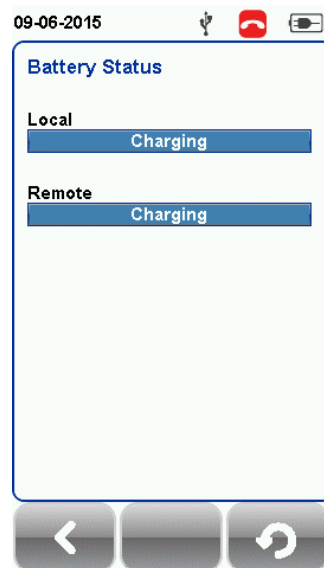 09-06-2015
Battery Status
Local
Charging
Remote
Charging